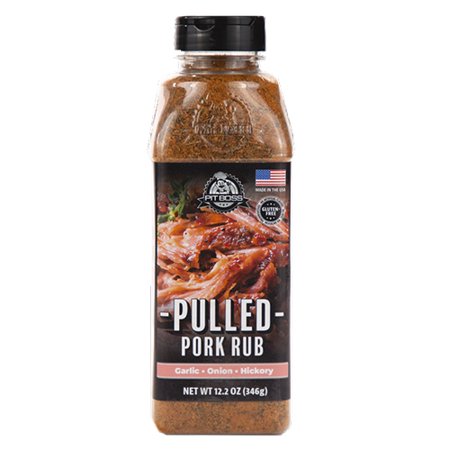 PIT BOSS
MADE IN THE USA
GLUTEN-
FREE
-PULLED-
PORK RUB
Garlic • Onion • Hickory
NET WT 12.2 OZ (346g)